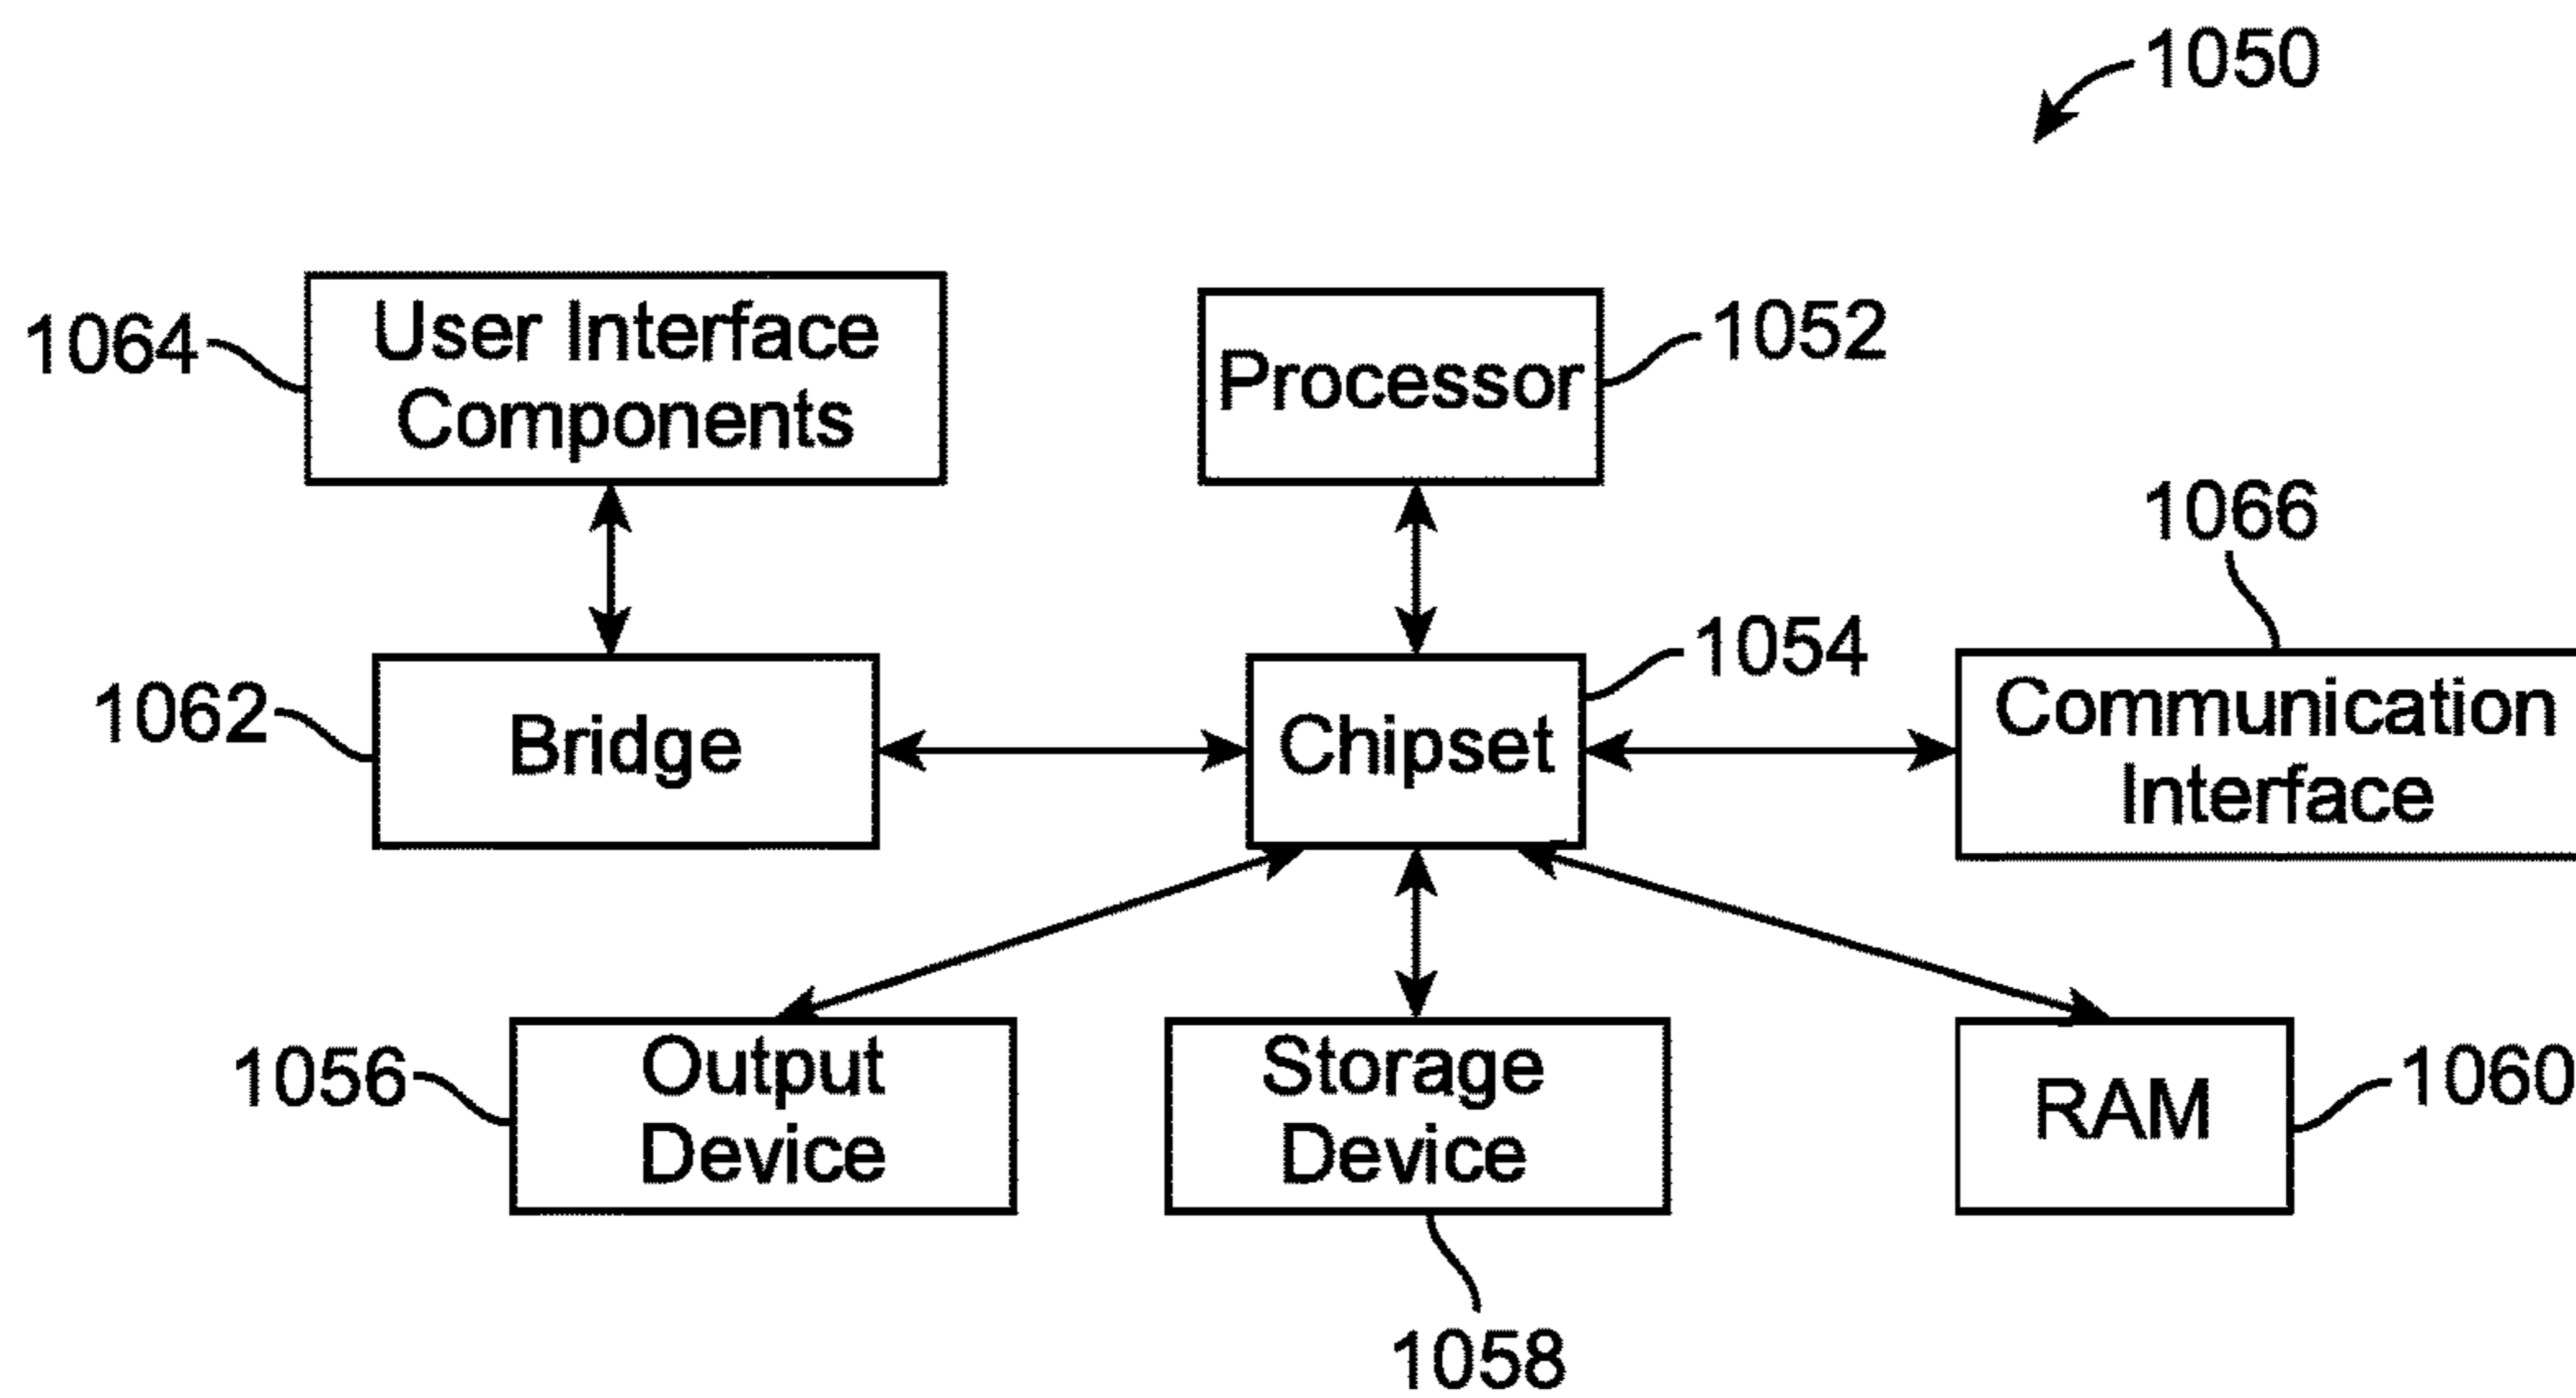 1050
1064
User Interface
Components
Processor
1052
1066
1062
Bridge
Chipset
1054
Communication
Interface
1056
Output
Device
Storage
Device
1058
RAM
1060